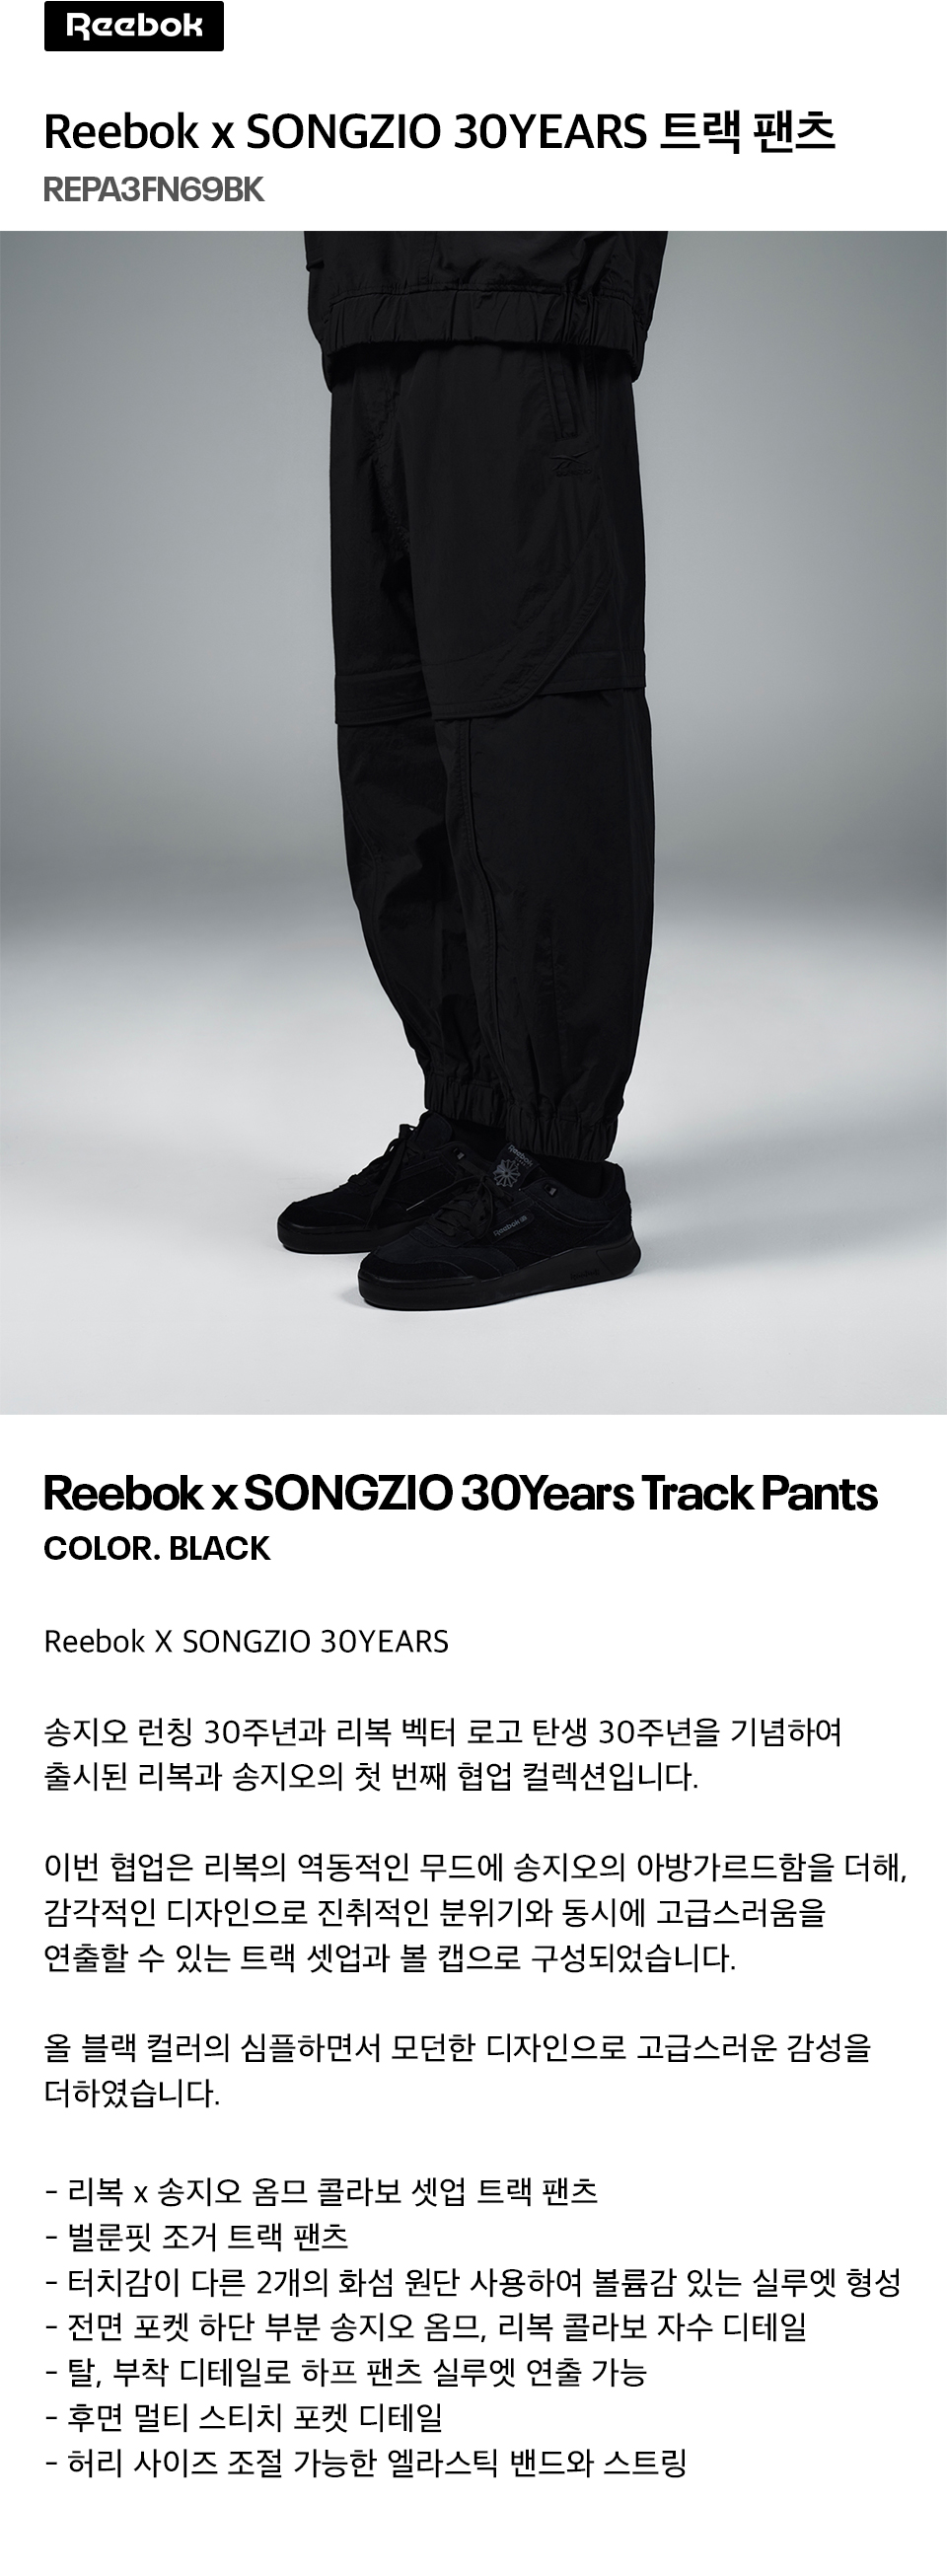 Reebok
Reebok x SONGZIO 30YEARS 트랙 팬츠
REPA3FN69BK
Reebok
Reebok
Reebok x SONGZIO 30Years Track Pants
COLOR. BLACK
Reebok X SONGZIO 30YEARS
송지오 런칭 30주년과 리복 벡터 로고 탄생 30주년을 기념하여
출시된 리복과 송지오의 첫 번째 협업 컬렉션입니다.
이번 협업은 리복의 역동적인 무드에 송지오의 아방가르드함을 더해,
감각적인 디자인으로 진취적인 분위기와 동시에 고급스러움을
연출할 수 있는 트랙 셋업과 볼 캡으로 구성되었습니다.
올 블랙 컬러의 심플하면서 모던한 디자인으로 고급스러운 감성을
더하였습니다.
- 리복 x 송지오 옴므 콜라보 셋업 트랙 팬츠
- 벌룬핏 조거 트랙 팬츠
- 터치감이 다른 2개의 화섬 원단 사용하여 볼륨감 있는 실루엣 형성
- 전면 포켓 하단 부분 송지오 옴므, 리복 콜라보 자수 디테일
- 탈, 부착 디테일로 하프 팬츠 실루엣 연출 가능
- 후면 멀티 스티치 포켓 디테일
- 허리 사이즈 조절 가능한 엘라스틱 밴드와 스트링